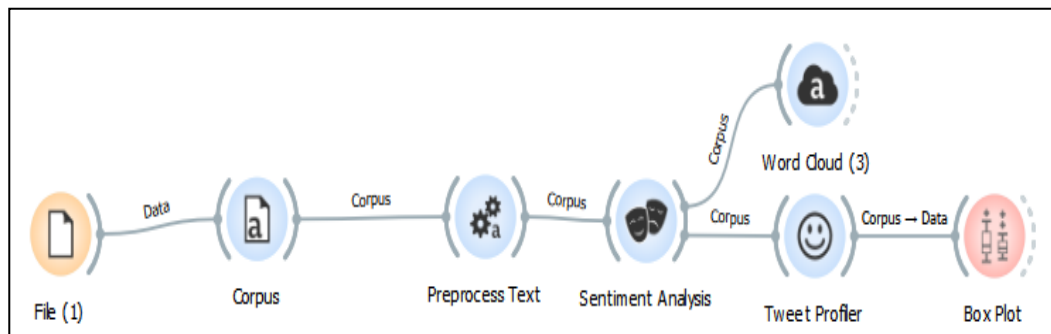 File (1)
Data
Corpus
Corpus
Preprocess Text
Corpus
Sentiment Analysis
Corpus
Word Cloud (3)
Corpus
Tweet Profiler
Corpus → Data
Box Plot